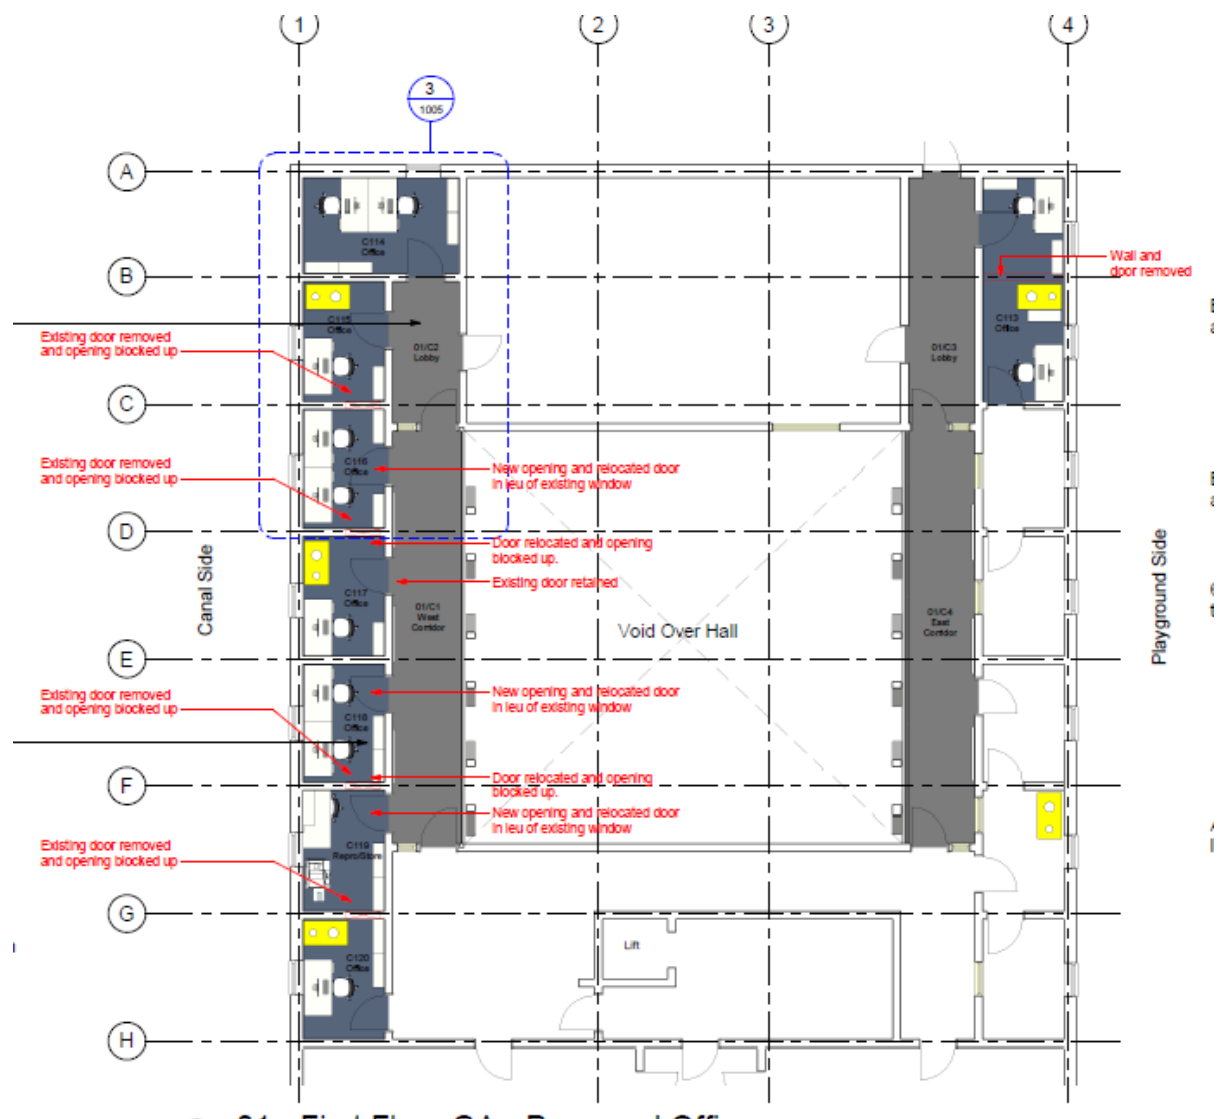 1
2
3
4
3
1005
A
B
C
D
E
F
G
H
C114
Office
C115
Office
01/C2
Lobby
01/C3
Lobby
C113
Office
Wall and
door removed
Existing door removed
and opening blocked up
C116
Office
New opening and relocated door
in leu of existing window
Existing door removed
and opening blocked up
Door relocated and opening
blocked up.
Existing door retained
C117
Office
01/C1
West
Corridor
01/C4
East
Corridor
Canal Side
Void Over Hall
Playground Side
New opening and relocated door
in leu of existing window
Existing door removed
and opening blocked up
C118
Office
Door relocated and opening
blocked up.
New opening and relocated door
in leu of existing window
Existing door removed
and opening blocked up
C119
Repro/Store
Lift
C120
Office